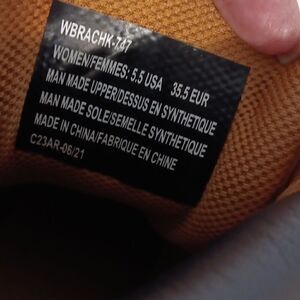 WBRACHK-747
WOMEN/FEMMES: 5.5 USA 35.5 EUR
MAN MADE UPPER/DESSUS EN SYNTHETIQUE
MAN MADE SOLE/SEMELLE SYNTHETIQUE
MADE IN CHINA/FABRIQUE EN CHINE
C23AR-06/21